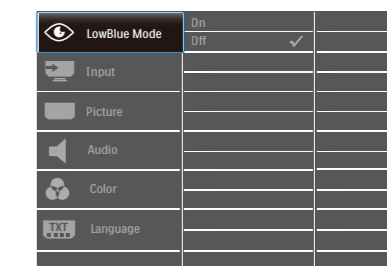 LowBlue Mode
On
Off
Input
Picture
Audio
Color
TXT
Language